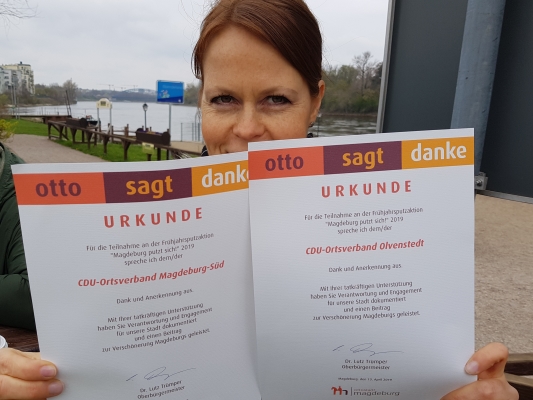 otto sagt danke
URKUNDE
Für die Teilnahme an der Frühjahrsputzaktion
"Magdeburg putzt sich!" 2019
spreche ich dem/der
CDU-Ortsverband Magdeburg-Süd
Dank und Anerkennung aus.
Mit Ihrer tatkräftigen Unterstützung
haben Sie Verantwortung und Engagement
für unsere Stadt dokumentiert
und einen Beitrag
zur Verschönerung Magdeburgs geleistet.
Dr. Lutz Trümper
Oberbürgermeister
otto sagt danke
URKUNDE
Für die Teilnahme an der Frühjahrsputzaktion
"Magdeburg putzt sich!" 2019
spreche ich dem/der
CDU-Ortsverband Olvenstedt
Dank und Anerkennung aus.
Mit Ihrer tatkräftigen Unterstützung
haben Sie Verantwortung und Engagement
für unsere Stadt dokumentiert
und einen Beitrag
zur Verschönerung Magdeburgs geleistet.
Dr. Lutz Trümper
Oberbürgermeister
magdeburg